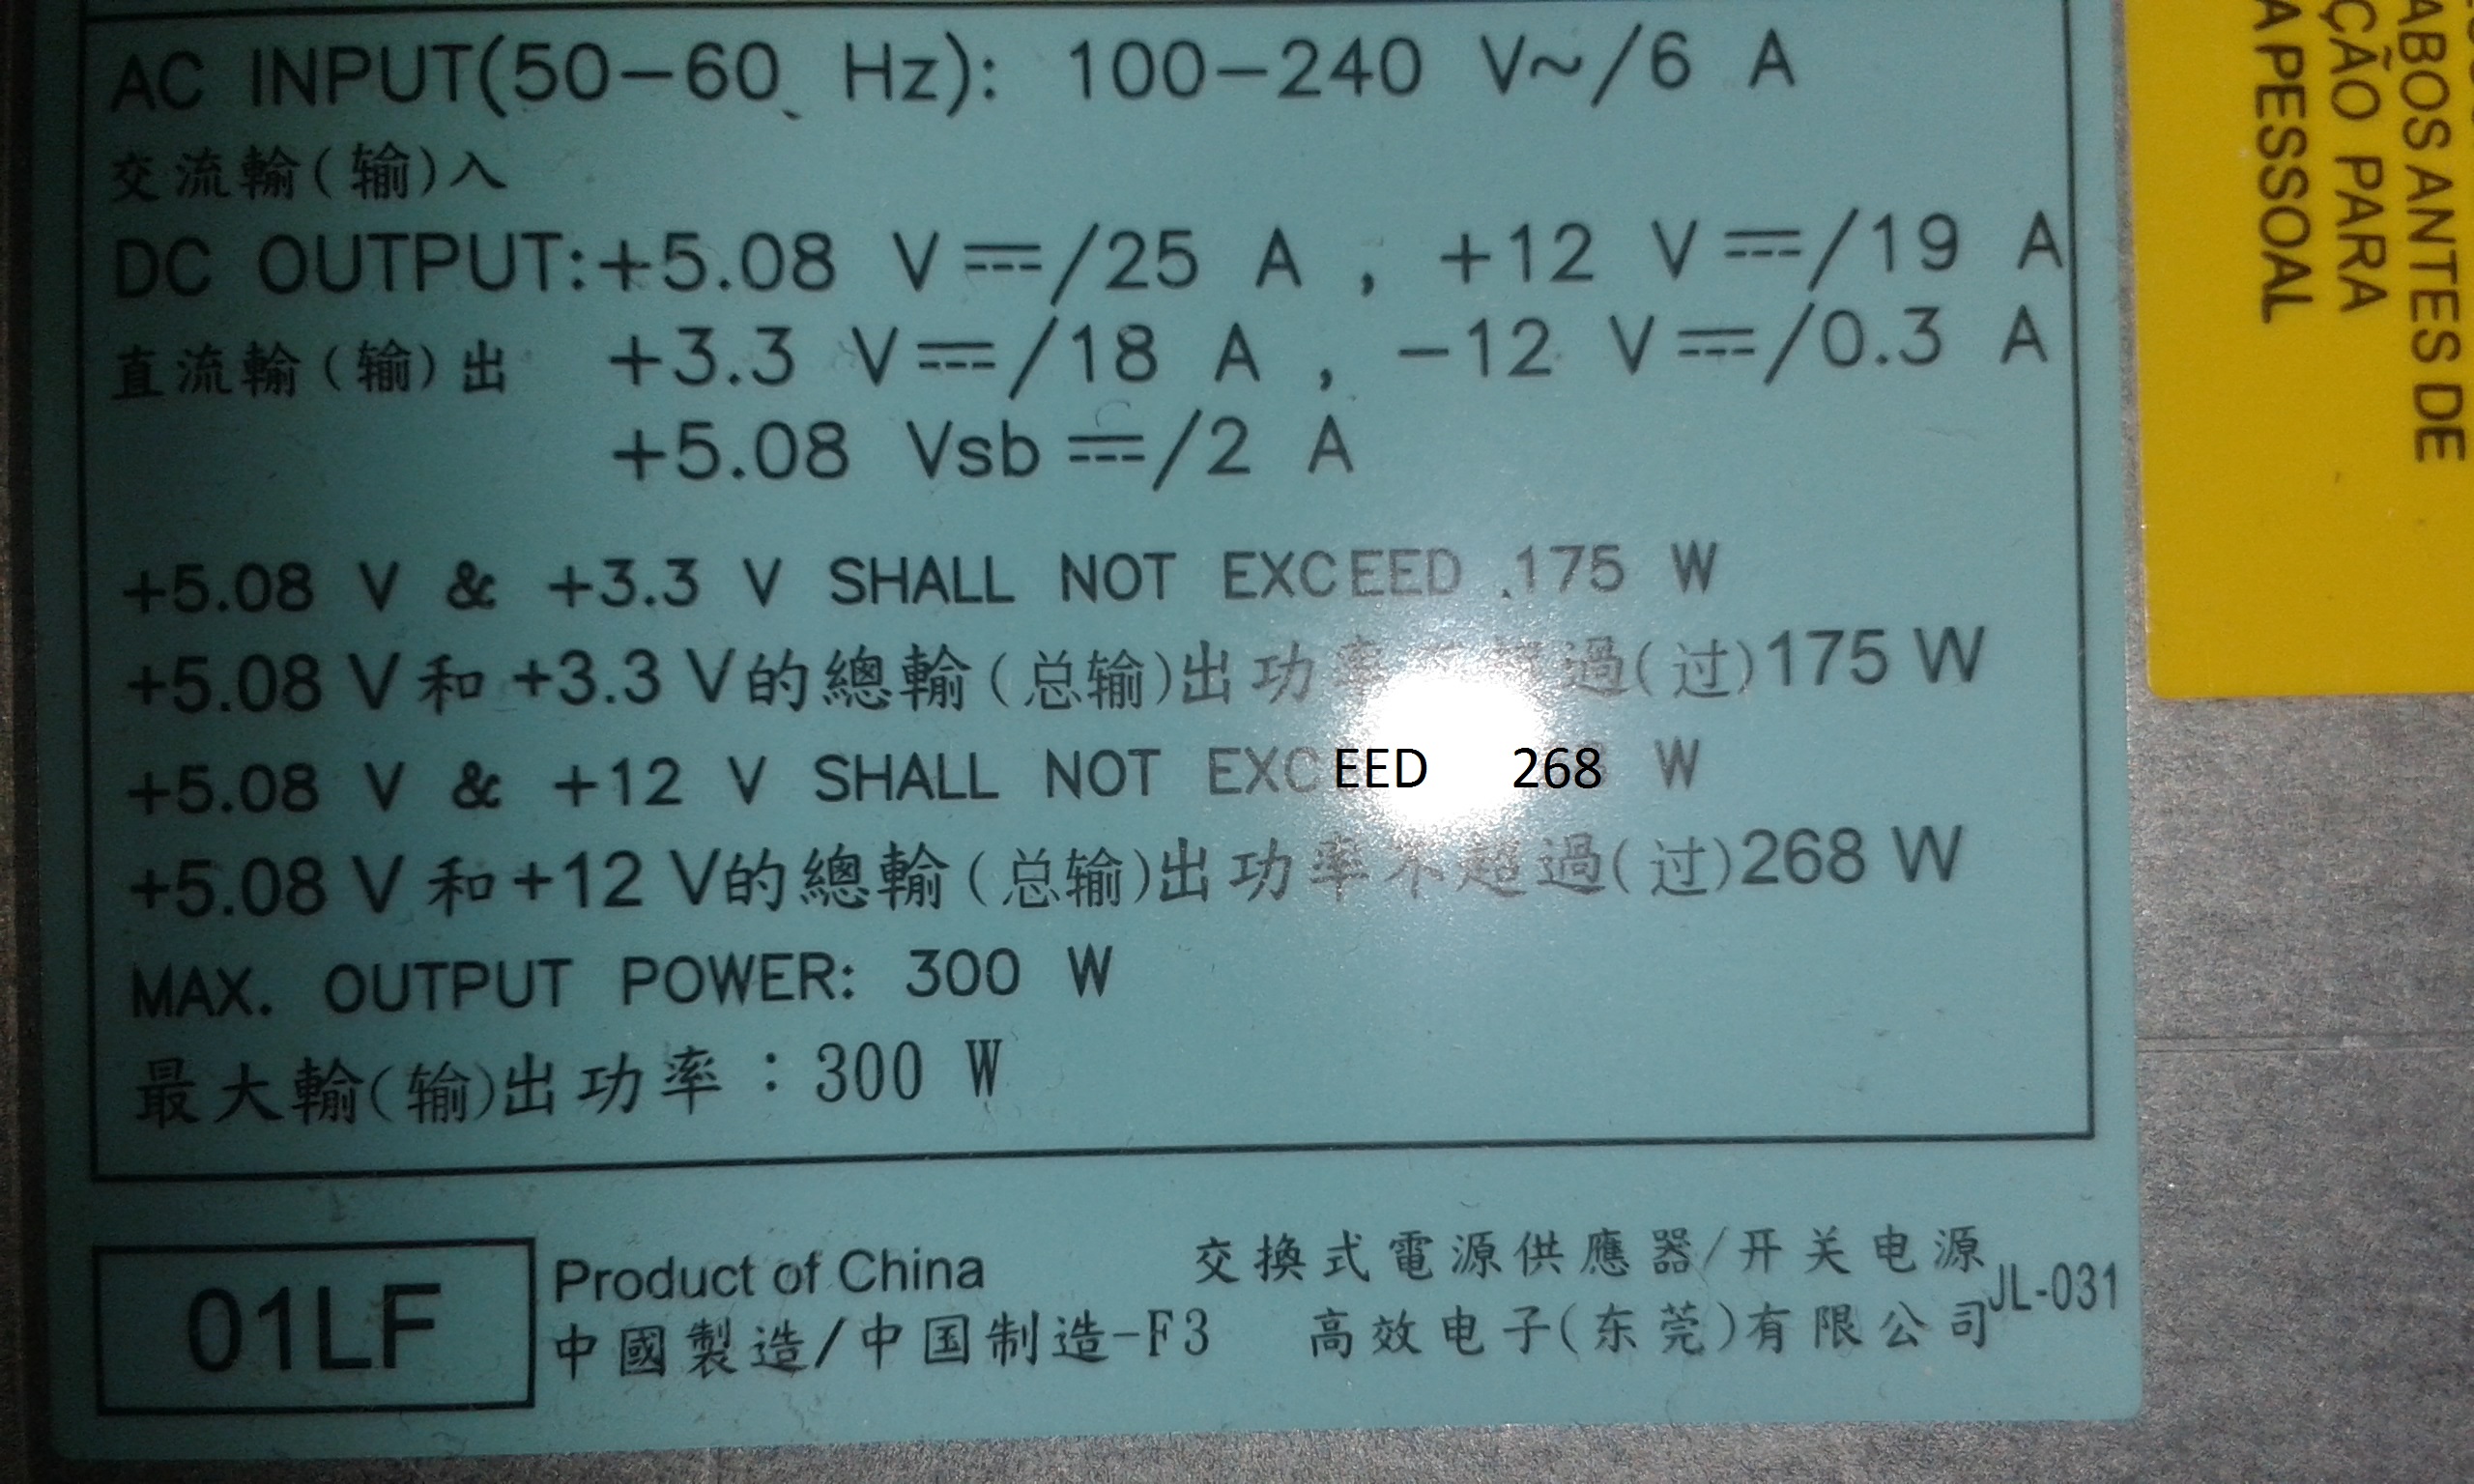 AC INPUT(50-60 Hz): 100-240 V~/6 A
交流輸(输)入
DC OUTPUT:+5.08 V⎓/25 A , +12 V⎓/19 A
直流輸(输)出 +3.3 V⎓/18 A , -12 V⎓/0.3 A
+5.08 Vsb⎓/2 A
+5.08 V & +3.3 V SHALL NOT EXCEED 175 W
+5.08 V 和 +3.3 V的總輸(总输)出功率 超過(过)175 W
+5.08 V & +12 V SHALL NOT EXCEED 268 W
+5.08 V 和+12 V的總輸(总输)出功率不超過(过)268 W
MAX. OUTPUT POWER: 300 W
最大輸(输)出功率：300 W
01LF
Product of China
中國製造/中国制造-F3
交換式電源供應器/开关电源
高效电子(东莞)有限公司
JL-031
ABOS ANTES DE
ÇÃO PARA
A PESSOAL